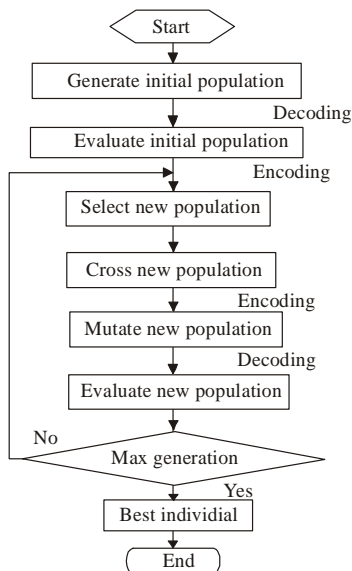 Start
Generate initial population
Decoding
Evaluate initial population
Encoding
Select new population
Cross new population
Encoding
Mutate new population
Decoding
Evaluate new population
No
Max generation
Yes
Best individial
End